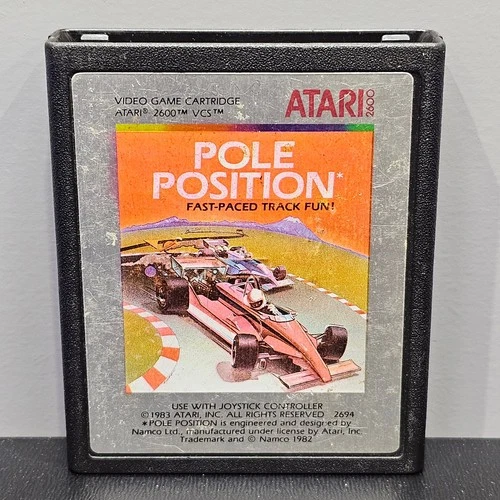 VIDEO GAME CARTRIDGE
ATARI® 2600™ VCS™
ATARI 2600
POLE
POSITION*
FAST-PACED TRACK FUN!
USE WITH JOYSTICK CONTROLLER
©1983 ATARI, INC. ALL RIGHTS RESERVED 2694
*POLE POSITION is engineered and designed by
Namco Ltd., manufactured under license by Atari, Inc.
Trademark and © Namco 1982